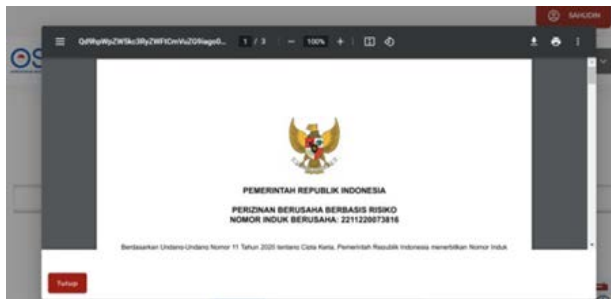 SAHUDIN
OS
1 / 3
100%
PEMERINTAH REPUBLIK INDONESIA
PERIZINAN BERUSAHA BERBASIS RISIKO
NOMOR INDUK BERUSAHA: 2211220073816
Berdasarkan Undang-Undang Nomor 11 Tahun 2020 tentang Cipta Kerja, Pemerintah Republik Indonesia menerbitkan Nomor Induk
Tutup